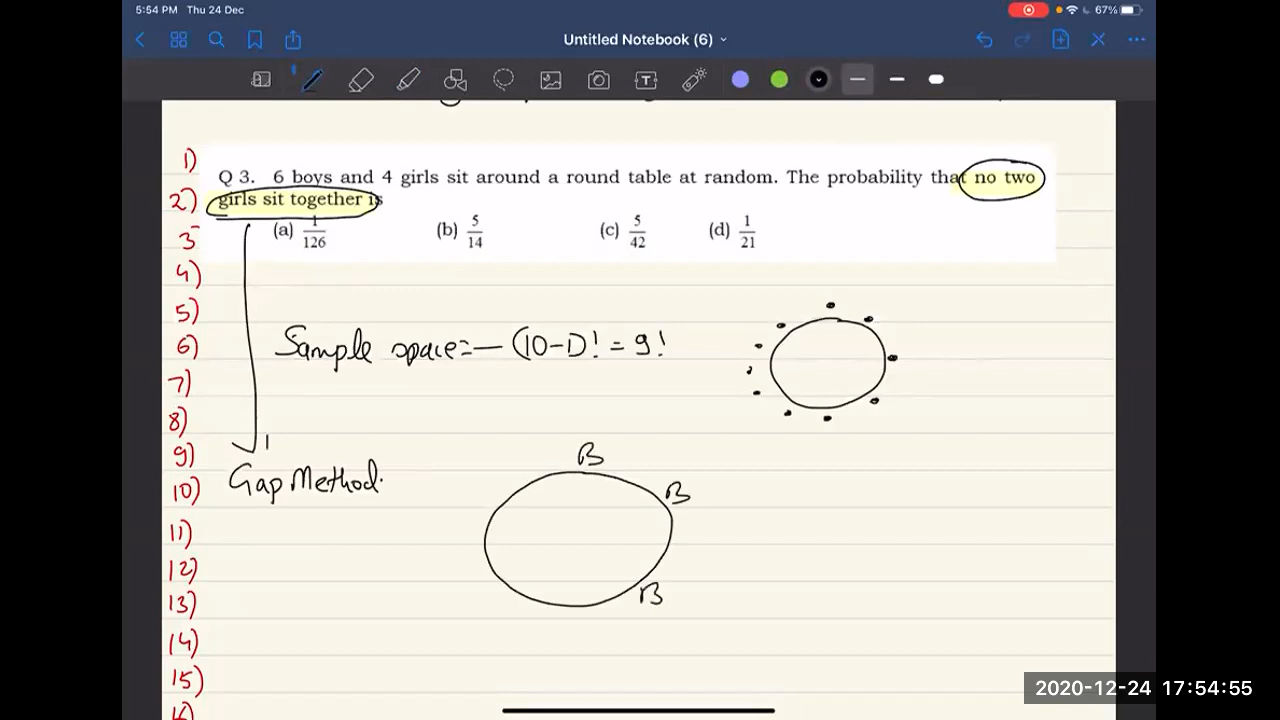 5:54 PM Thu 24 Dec
67%
Untitled Notebook (6)
1)
Q 3. 6 boys and 4 girls sit around a round table at random. The probability that no two
2) girls sit together is
3 (a) 1/126 (b) 5/14 (c) 5/42 (d) 1/21
4)
5)
6) Sample space = — (10-1)! = 9!
7)
8)
9) B
10) Gap Method. B
11)
12)
13) B
14)
15)
2020-12-24 17:54:55